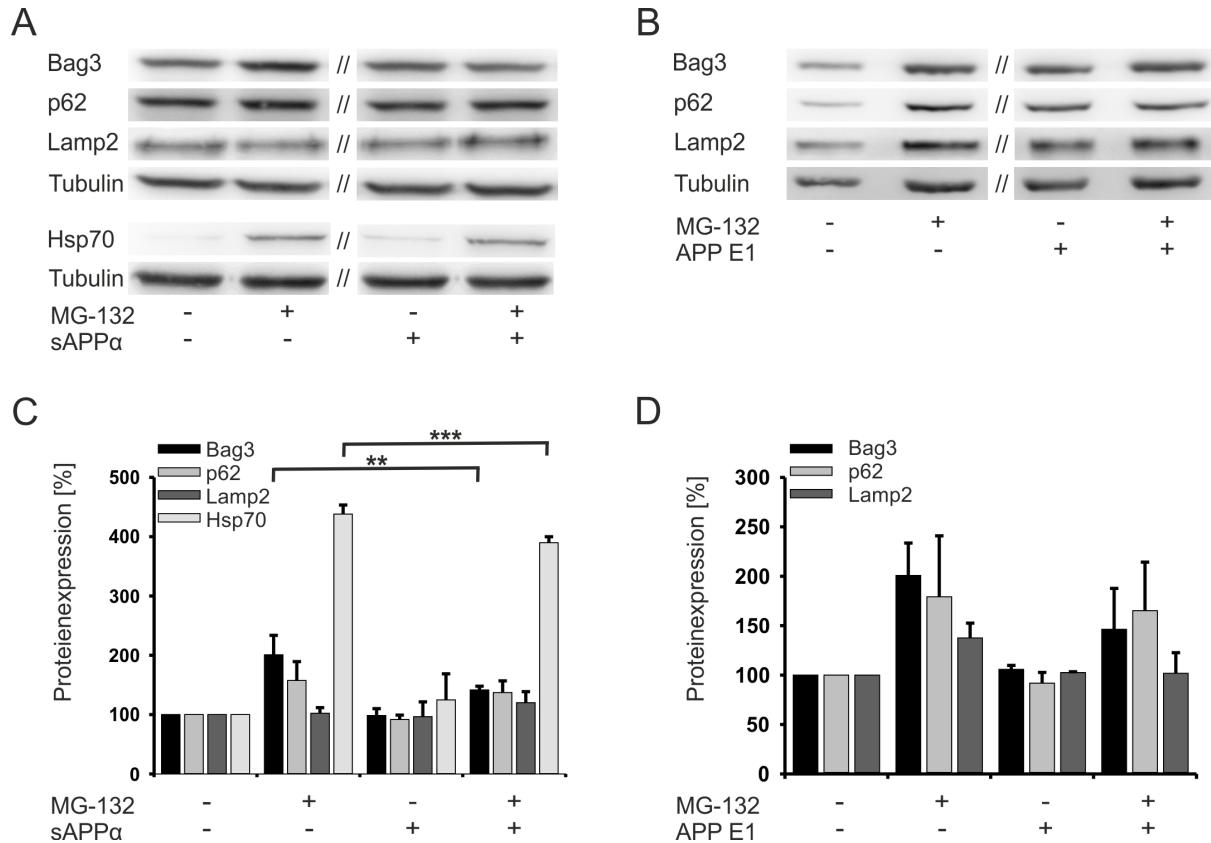 A
Bag3 //
p62 //
Lamp2 //
Tubulin //
Hsp70 //
Tubulin //
MG-132 - + - +
sAPPα - - + +
B
Bag3 //
p62 //
Lamp2 //
Tubulin //
MG-132 - + - +
APP E1 - - + +
C
Proteienexpression [%]
Bag3
p62
Lamp2
Hsp70
**
***
500
400
300
200
100
0
MG-132 - + - +
sAPPα - - + +
D
Proteinexpression [%]
Bag3
p62
Lamp2
300
250
200
150
100
50
0
MG-132 - + - +
APP E1 - - + +